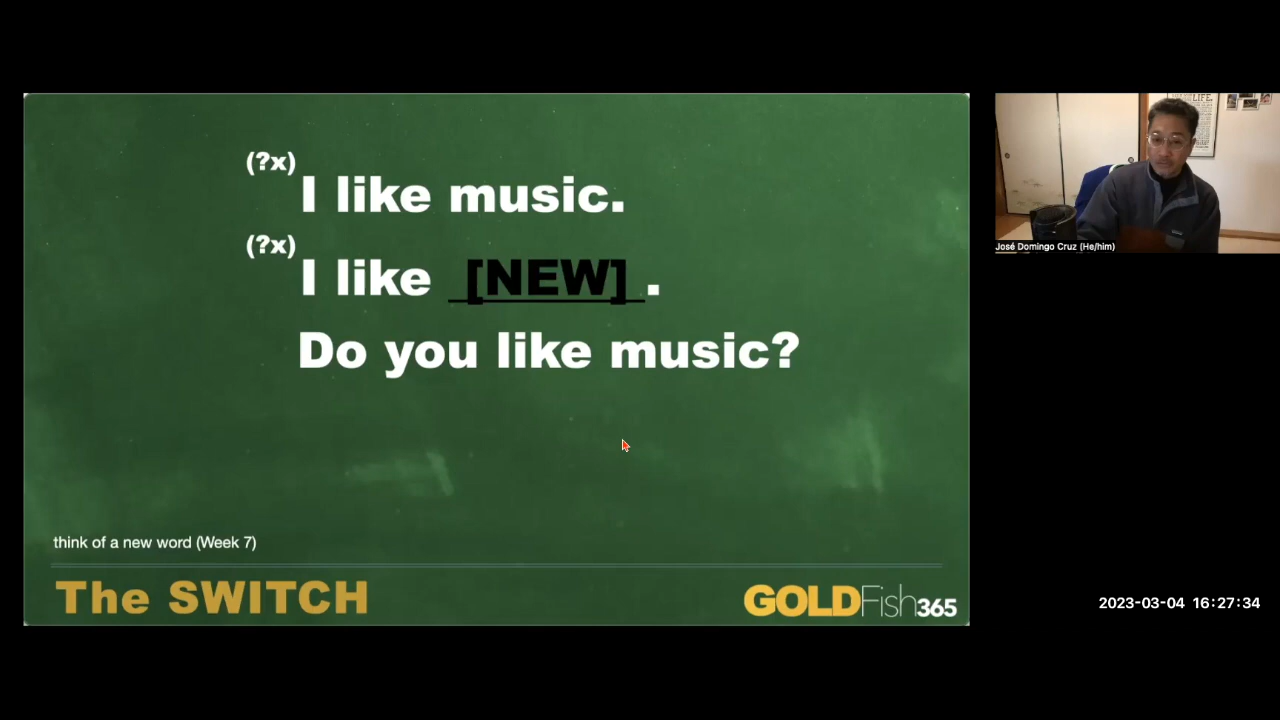 (?x)
I like music.
(?x)
I like [NEW] .
Do you like music?
think of a new word (Week 7)
The SWITCH
GOLDFish365
LIFE.
José Domingo Cruz (He/him)
2023-03-04 16:27:34